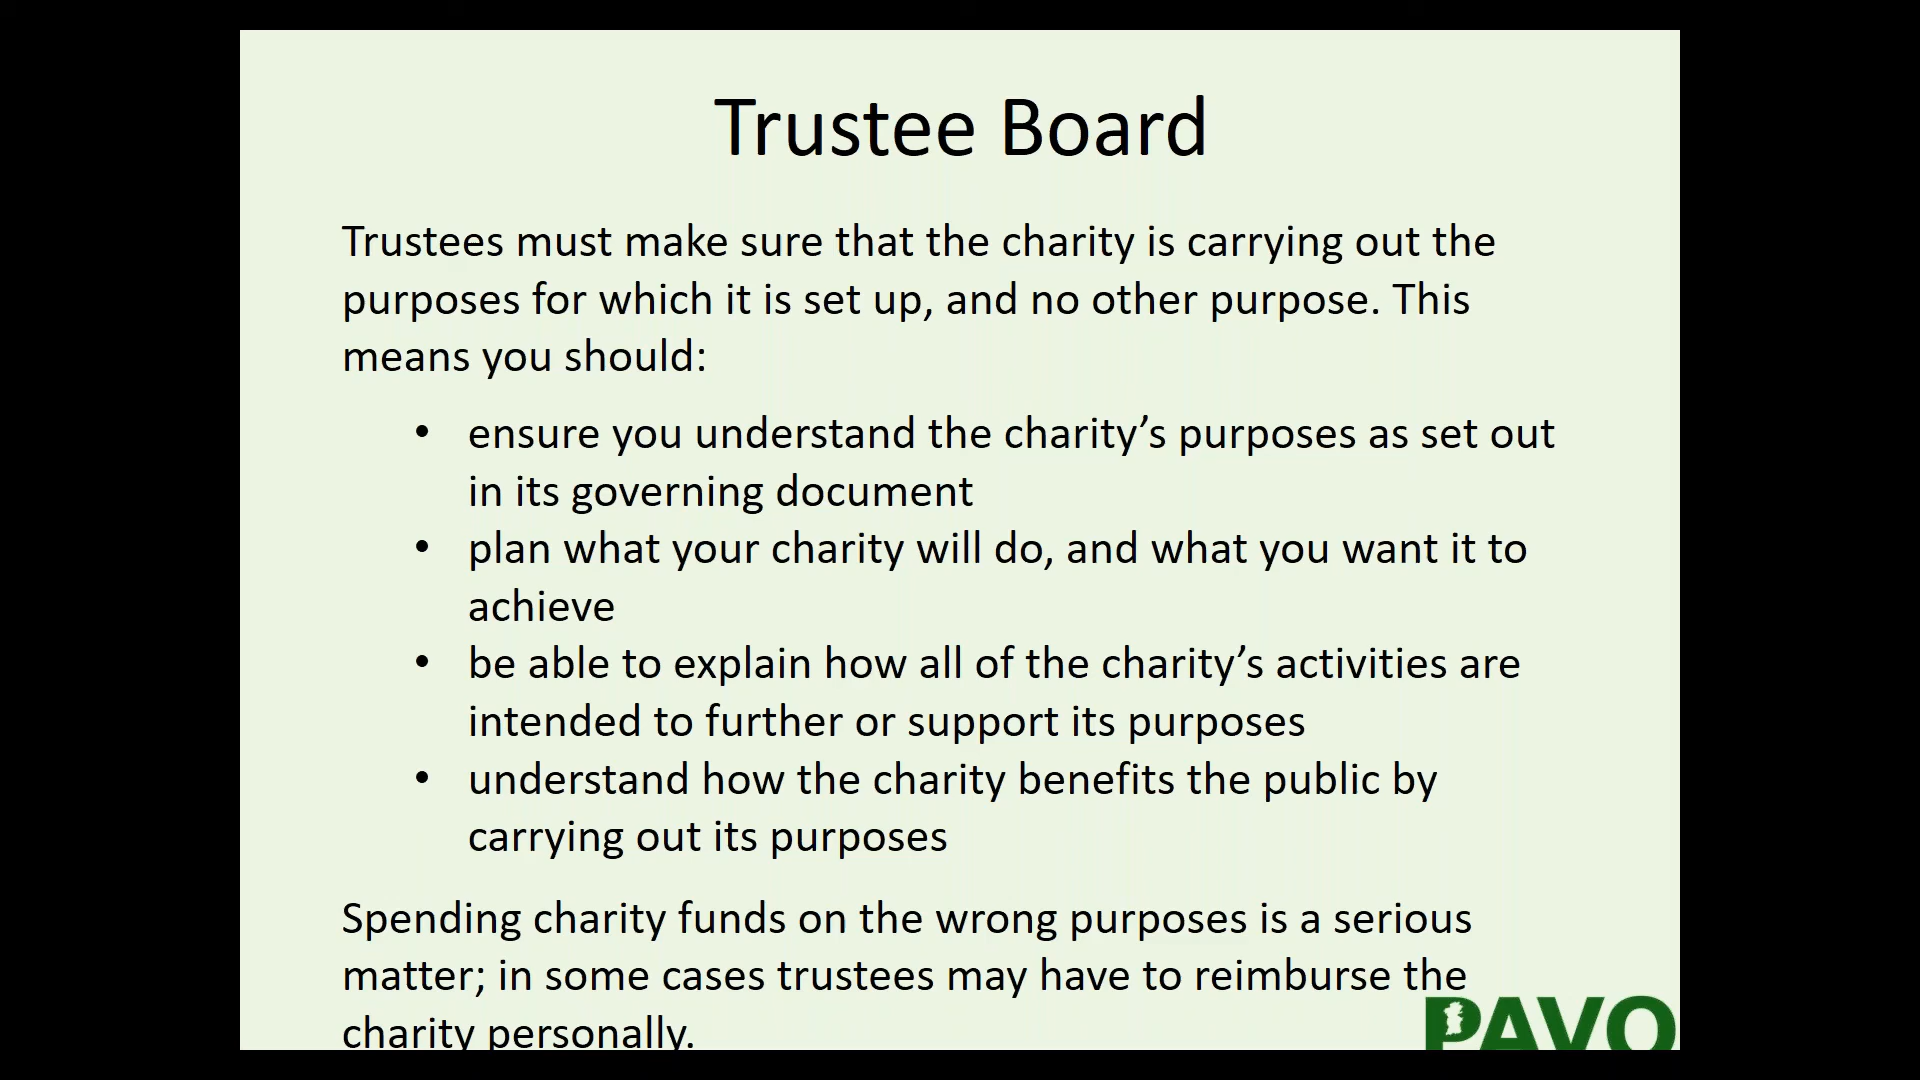 Trustee Board
Trustees must make sure that the charity is carrying out the
purposes for which it is set up, and no other purpose. This
means you should:
• ensure you understand the charity’s purposes as set out
in its governing document
• plan what your charity will do, and what you want it to
achieve
• be able to explain how all of the charity’s activities are
intended to further or support its purposes
• understand how the charity benefits the public by
carrying out its purposes
Spending charity funds on the wrong purposes is a serious
matter; in some cases trustees may have to reimburse the
charity personally.
PAVO